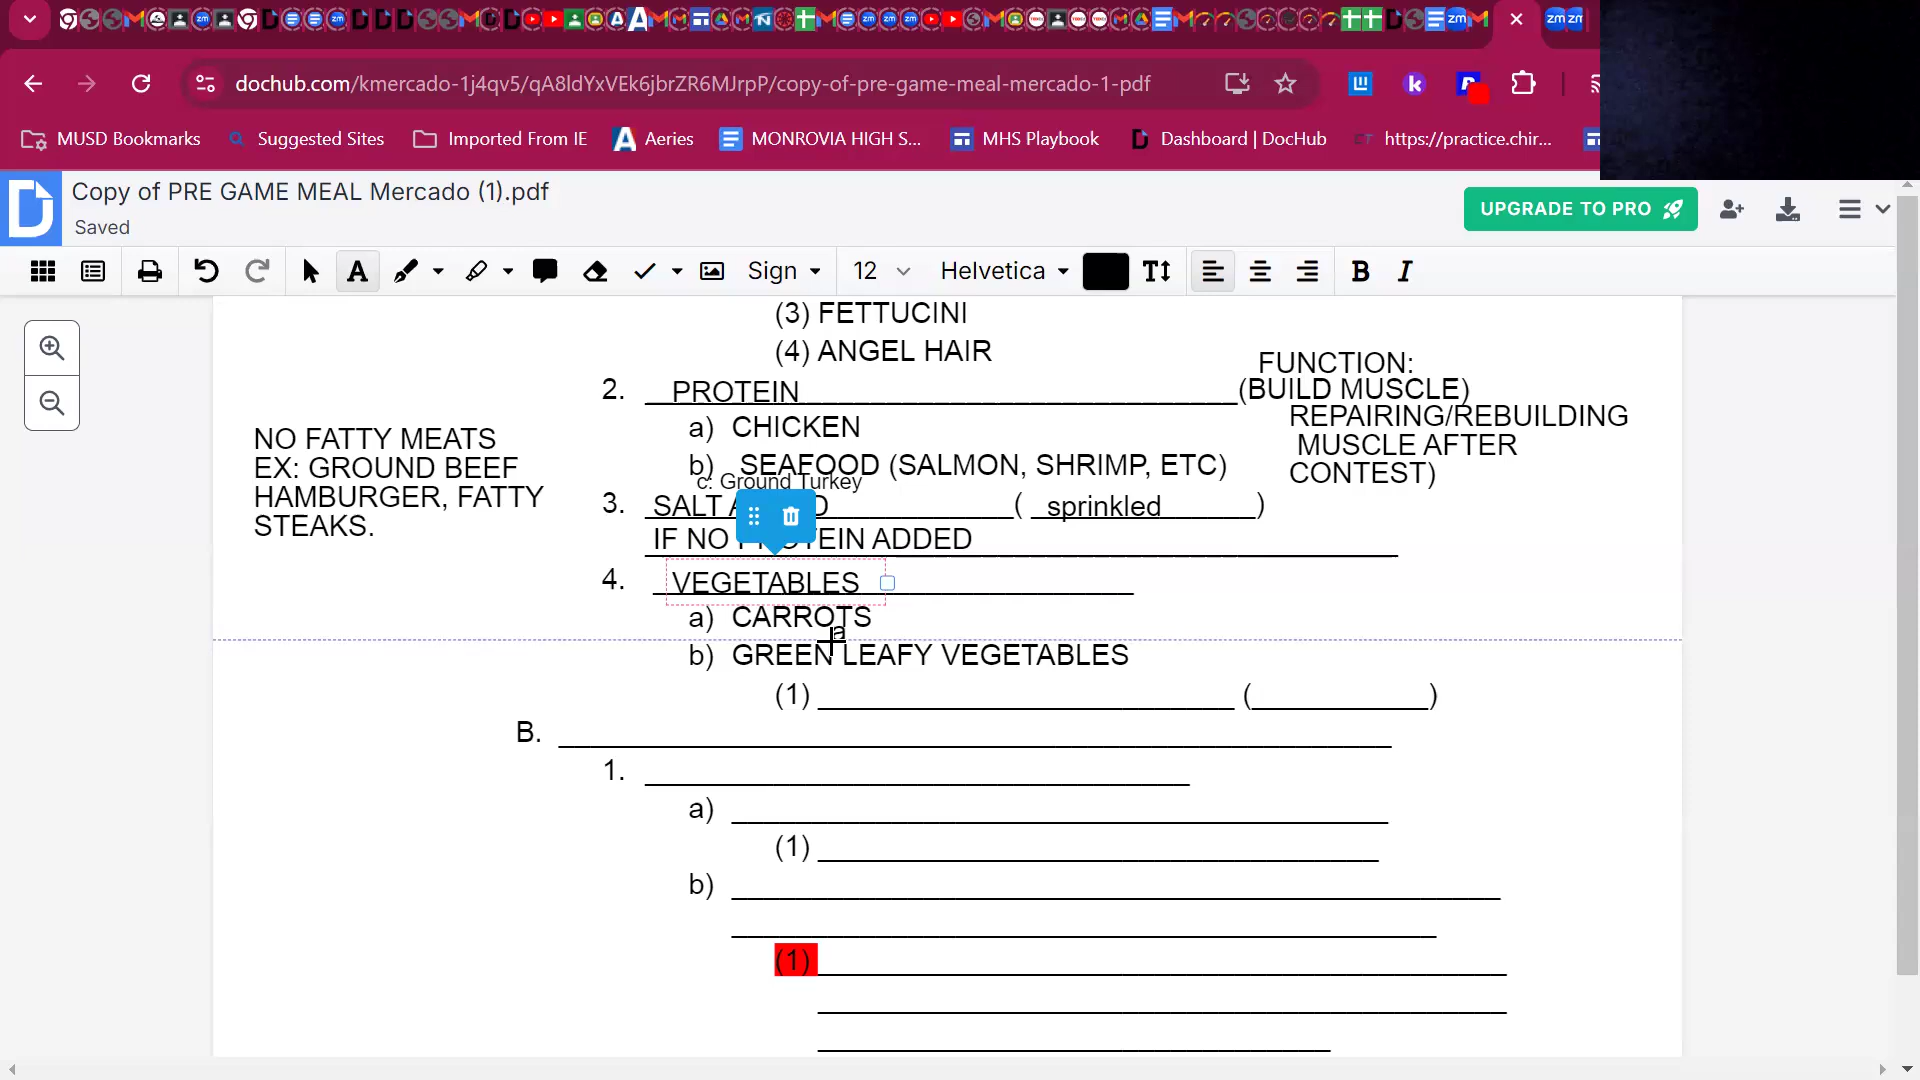 dochub.com/kmercado-1j4qv5/qA8ldYxVEk6jbrZR6MJrpP/copy-of-pre-game-meal-mercado-1-pdf
MUSD Bookmarks Suggested Sites Imported From IE Aeries MONROVIA HIGH S... MHS Playbook Dashboard | DocHub https://practice.chir...
Copy of PRE GAME MEAL Mercado (1).pdf
Saved
UPGRADE TO PRO
Sign 12 Helvetica B I
(3) FETTUCINI
(4) ANGEL HAIR
FUNCTION:
2. PROTEIN (BUILD MUSCLE)
REPAIRING/REBUILDING
a) CHICKEN
MUSCLE AFTER
NO FATTY MEATS
b) SEAFOOD (SALMON, SHRIMP, ETC)
CONTEST)
EX: GROUND BEEF
c: Ground Turkey
HAMBURGER, FATTY
3. SALT ( sprinkled )
STEAKS.
IF NO PROTEIN ADDED
4. VEGETABLES
a) CARROTS
b) GREEN LEAFY VEGETABLES
(1) ( )
B.
1.
a)
(1)
b)
(1)